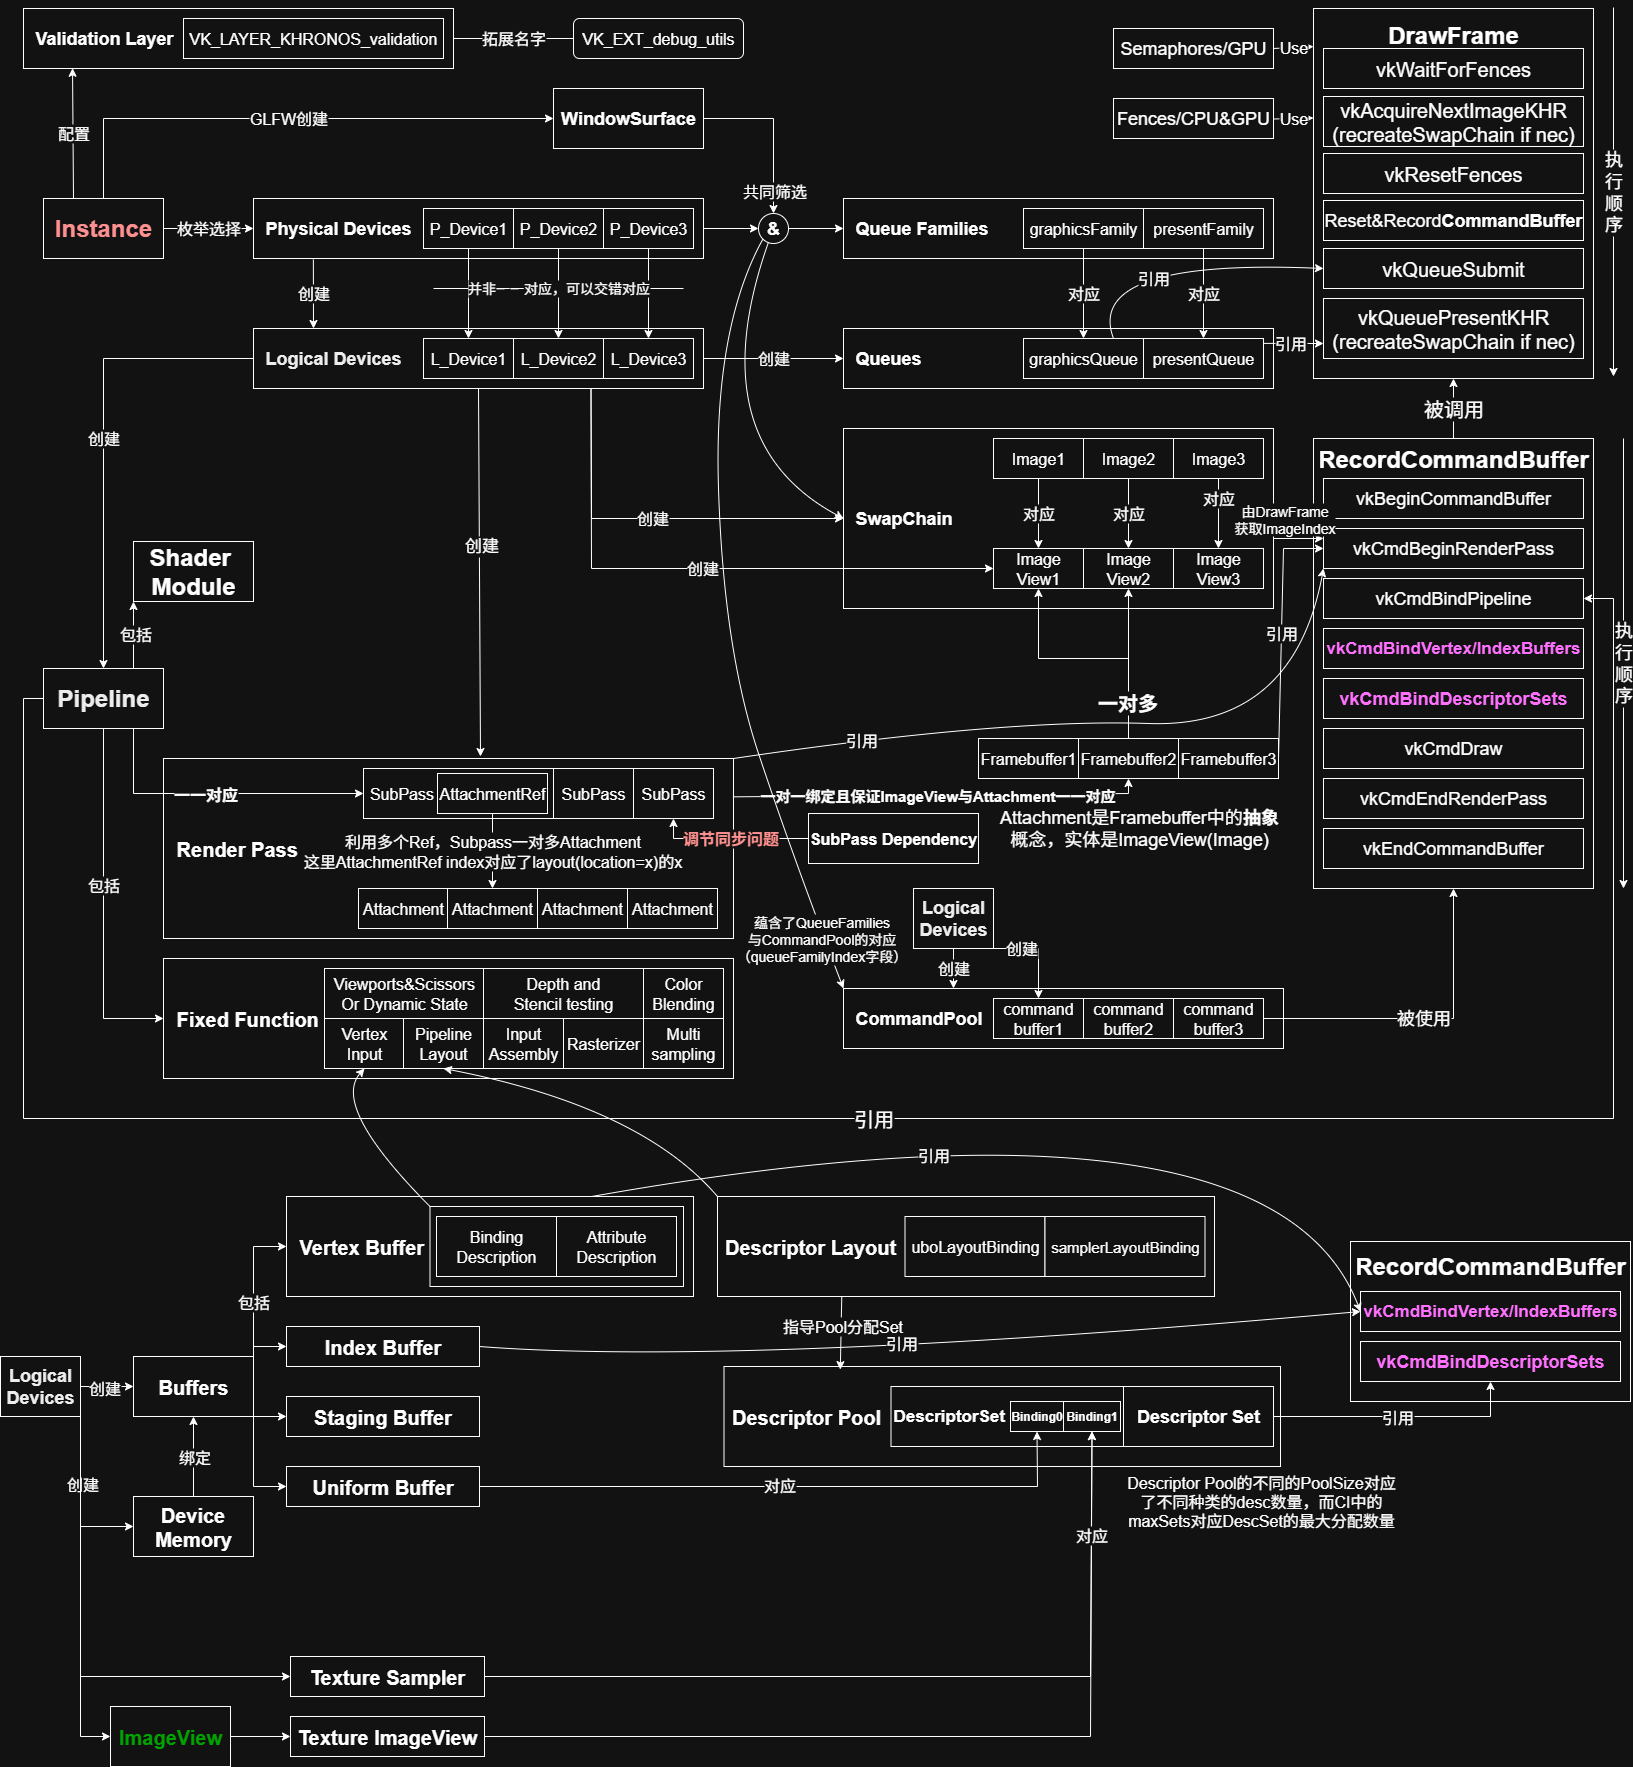 Validation Layer
VK_LAYER_KHRONOS_validation
拓展名字
VK_EXT_debug_utils
配置
GLFW创建
WindowSurface
共同筛选
Instance
枚举选择
Physical Devices
P_Device1
P_Device2
P_Device3
&
Queue Families
graphicsFamily
presentFamily
创建
并非一一对应，可以交错对应
对应
对应
引用
Logical Devices
L_Device1
L_Device2
L_Device3
创建
Queues
graphicsQueue
presentQueue
引用
Semaphores/GPU
Use
Fences/CPU&GPU
Use
DrawFrame
vkWaitForFences
vkAcquireNextImageKHR
(recreateSwapChain if nec)
vkResetFences
Reset&RecordCommandBuffer
vkQueueSubmit
vkQueuePresentKHR
(recreateSwapChain if nec)
执
行
顺
序
被调用
创建
创建
创建
创建
SwapChain
Image1
Image2
Image3
对应
对应
对应
Image
View1
Image
View2
Image
View3
由DrawFrame
获取ImageIndex
引用
RecordCommandBuffer
vkBeginCommandBuffer
vkCmdBeginRenderPass
vkCmdBindPipeline
vkCmdBindVertex/IndexBuffers
vkCmdBindDescriptorSets
vkCmdDraw
vkCmdEndRenderPass
vkEndCommandBuffer
执
行
顺
序
Shader
Module
包括
Pipeline
一对多
引用
Framebuffer1
Framebuffer2
Framebuffer3
一一对应
SubPass
AttachmentRef
SubPass
SubPass
一对一绑定且保证ImageView与Attachment一一对应
Attachment是Framebuffer中的抽象
概念，实体是ImageView(Image)
调节同步问题
SubPass Dependency
Render Pass
利用多个Ref，Subpass一对多Attachment
这里AttachmentRef index对应了layout(location=x)的x
Attachment
Attachment
Attachment
Attachment
包括
蕴含了QueueFamilies
与CommandPool的对应
（queueFamilyIndex字段）
Logical
Devices
创建
创建
CommandPool
command
buffer1
command
buffer2
command
buffer3
被使用
Fixed Function
Viewports&Scissors
Or Dynamic State
Depth and
Stencil testing
Color
Blending
Vertex
Input
Pipeline
Layout
Input
Assembly
Rasterizer
Multi
sampling
引用
引用
Vertex Buffer
Binding
Description
Attribute
Description
Descriptor Layout
uboLayoutBinding
samplerLayoutBinding
RecordCommandBuffer
vkCmdBindVertex/IndexBuffers
vkCmdBindDescriptorSets
包括
指导Pool分配Set
引用
Index Buffer
Logical
Devices
创建
Buffers
Staging Buffer
Descriptor Pool
DescriptorSet
Binding0
Binding1
Descriptor Set
引用
绑定
创建
Uniform Buffer
对应
Descriptor Pool的不同的PoolSize对应
了不同种类的desc数量，而CI中的
maxSets对应DescSet的最大分配数量
Device
Memory
对应
Texture Sampler
ImageView
Texture ImageView